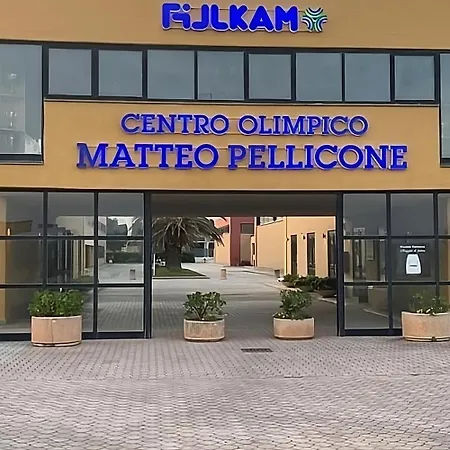 FIJLKAM
CENTRO OLIMPICO
MATTEO PELLICONE